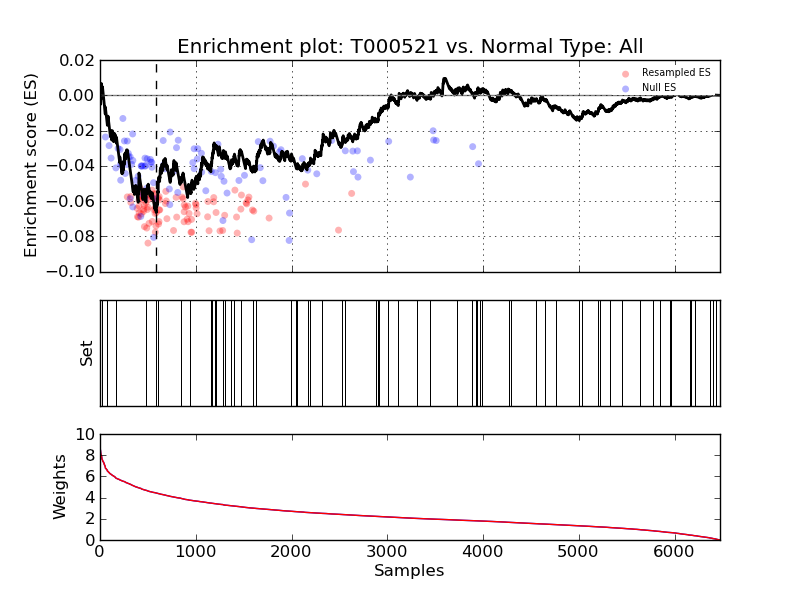 Enrichment plot: T000521 vs. Normal Type: All
Enrichment score (ES)
0.02
0.00
−0.02
−0.04
−0.06
−0.08
−0.10
Resampled ES
Null ES
Set
Weights
10
8
6
4
2
0
0 1000 2000 3000 4000 5000 6000
Samples